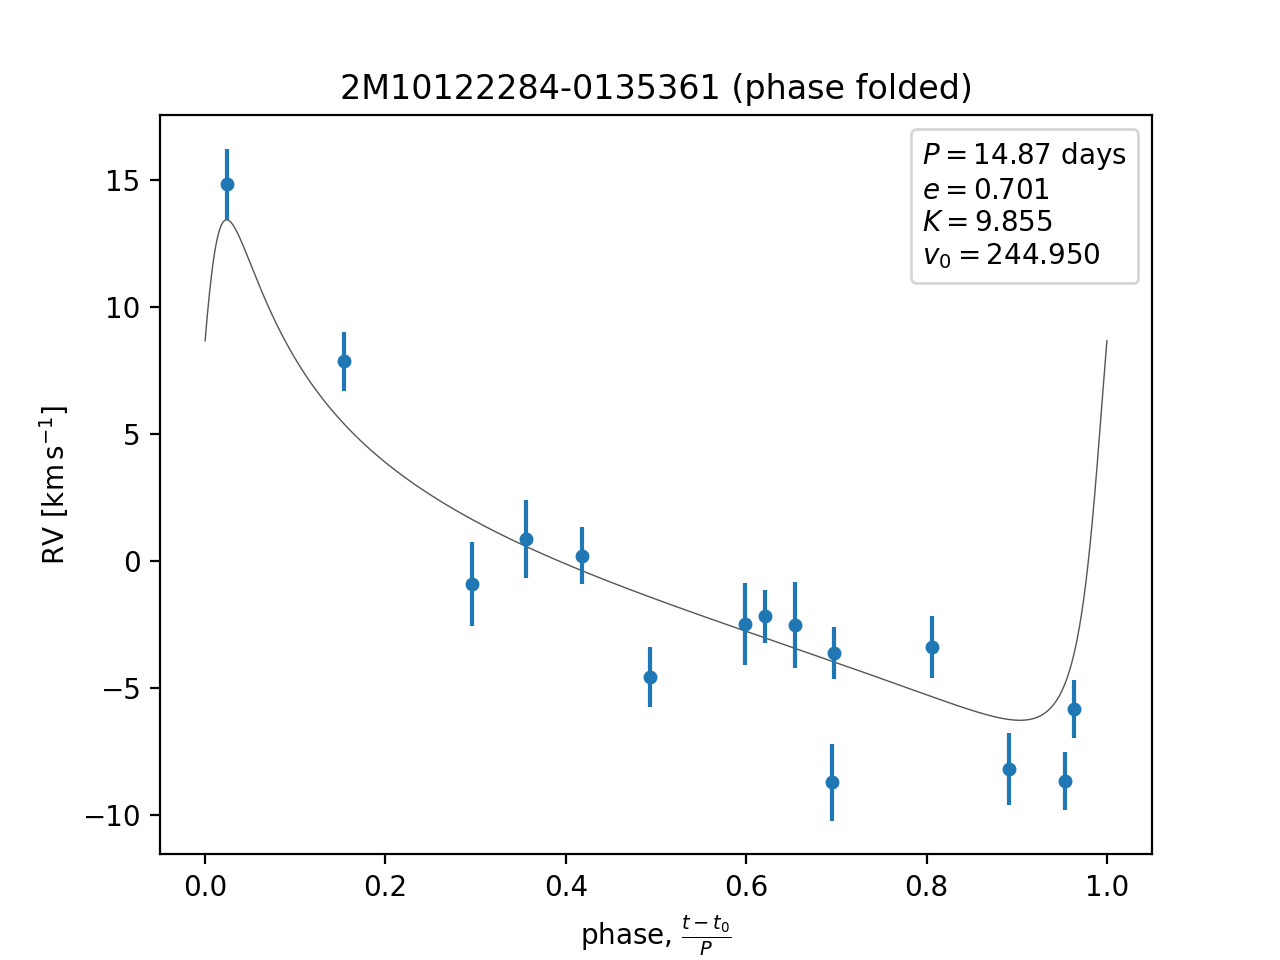 2M10122284-0135361 (phase folded)
P = 14.87 days
e = 0.701
K = 9.855
v₀ = 244.950
RV [km s⁻¹]
15
10
5
0
−5
−10
0.0 0.2 0.4 0.6 0.8 1.0
phase, (t − t₀)/P